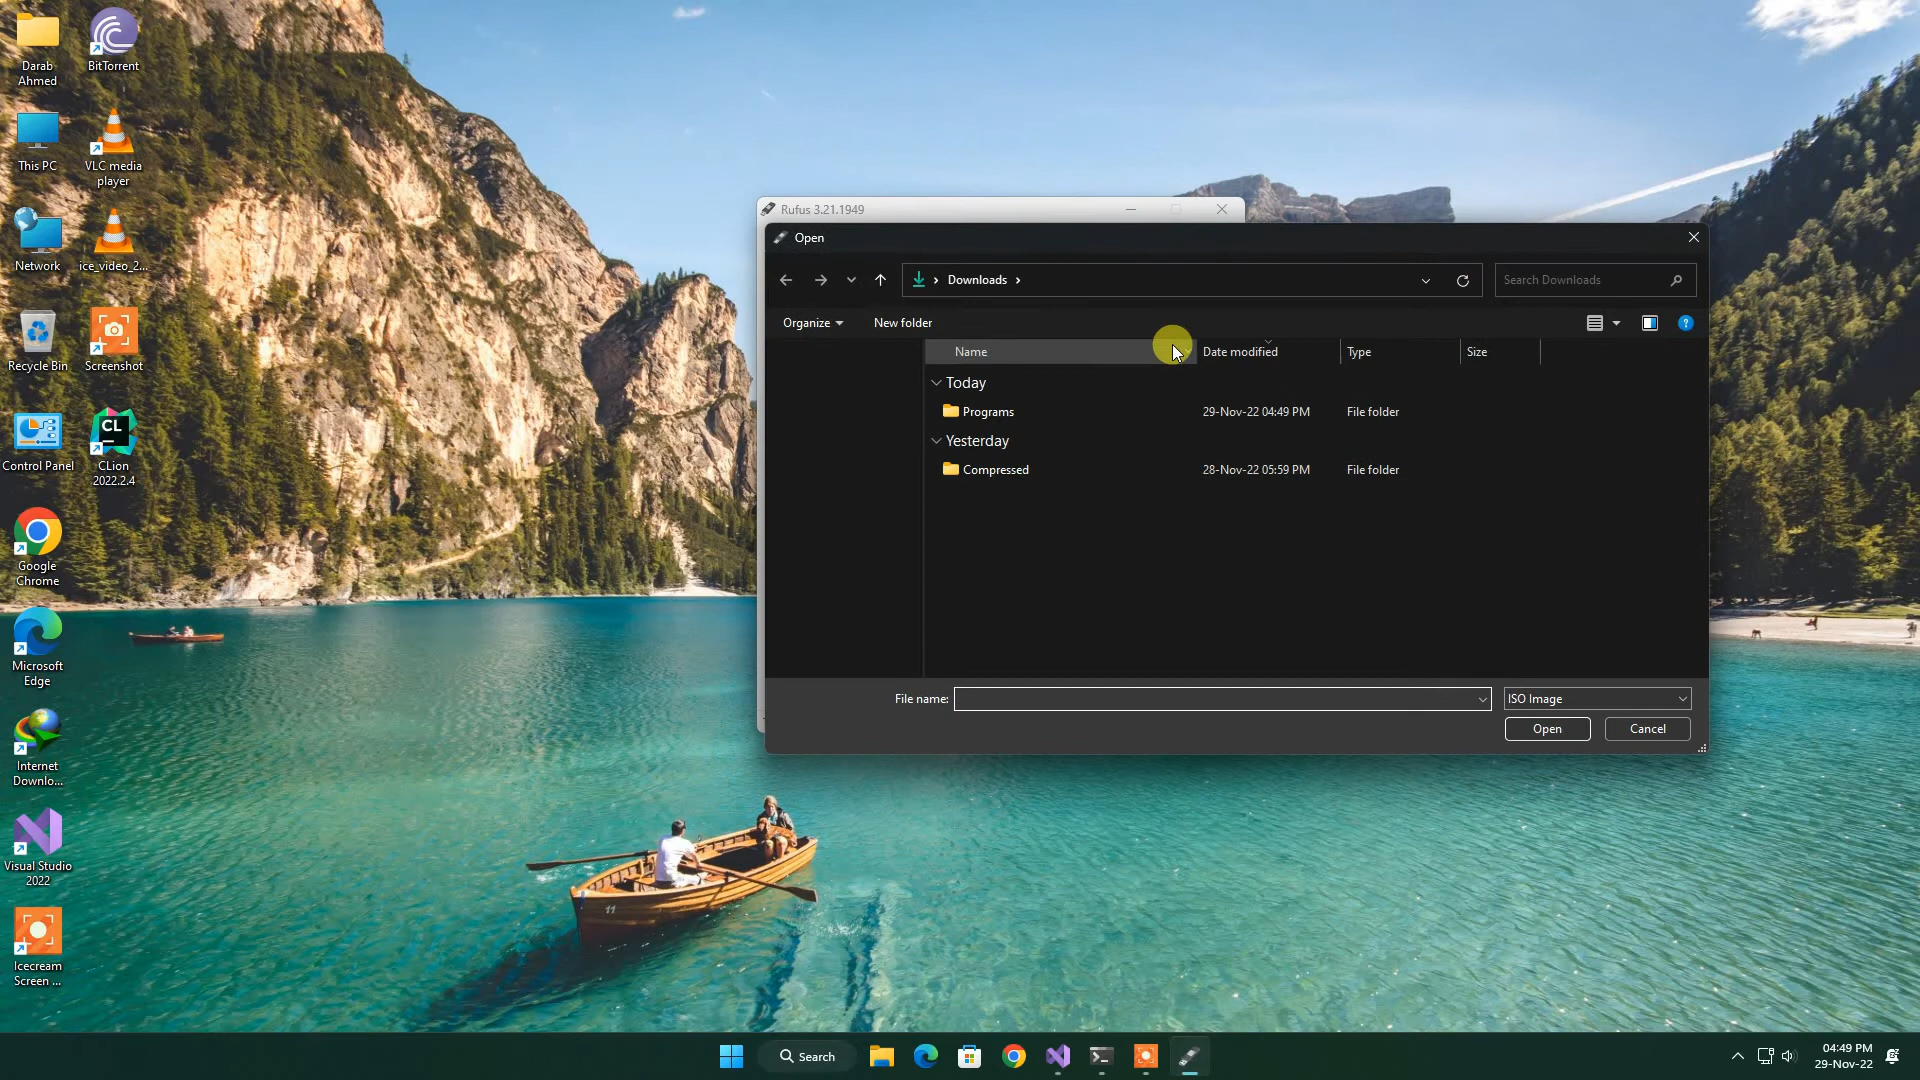 Darab
Ahmed
BitTorrent
This PC
VLC media
player
Network
ice_video_2...
Recycle Bin
Screenshot
Control Panel
CL
CLion
2022.2.4
Google
Chrome
Microsoft
Edge
Internet
Downlo...
Visual Studio
2022
Icecream
Screen ...
Rufus 3.21.1949
Open
Downloads
Search Downloads
Organize
New folder
?
Name
Date modified
Type
Size
Today
Programs
29-Nov-22 04:49 PM
File folder
Yesterday
Compressed
28-Nov-22 05:59 PM
File folder
File name:
ISO Image
Open
Cancel
11
Search
04:49 PM
29-Nov-22